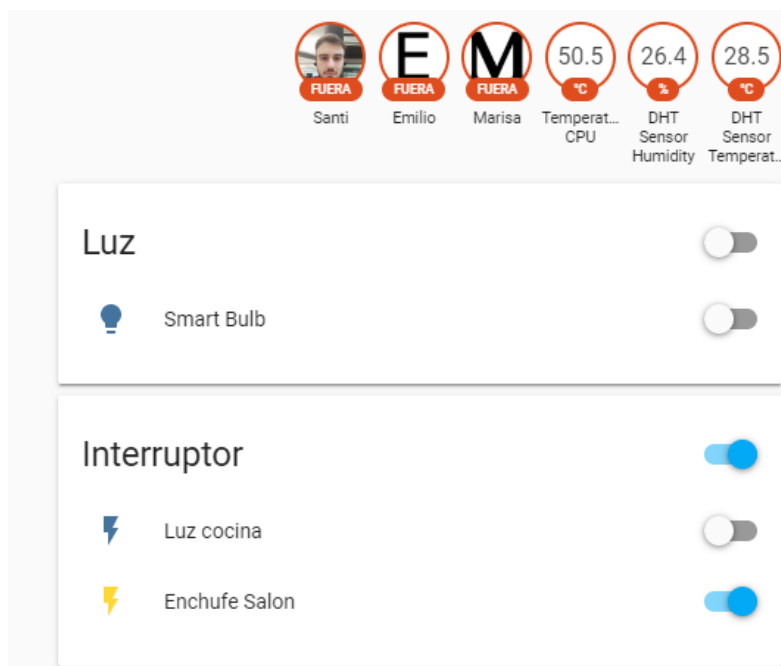 E M 50.5 26.4 28.5
FUERA FUERA FUERA °C % °C
Santi Emilio Marisa Temperat... CPU DHT Sensor Humidity DHT Sensor Temperat...
Luz
Smart Bulb
Interruptor
Luz cocina
Enchufe Salon